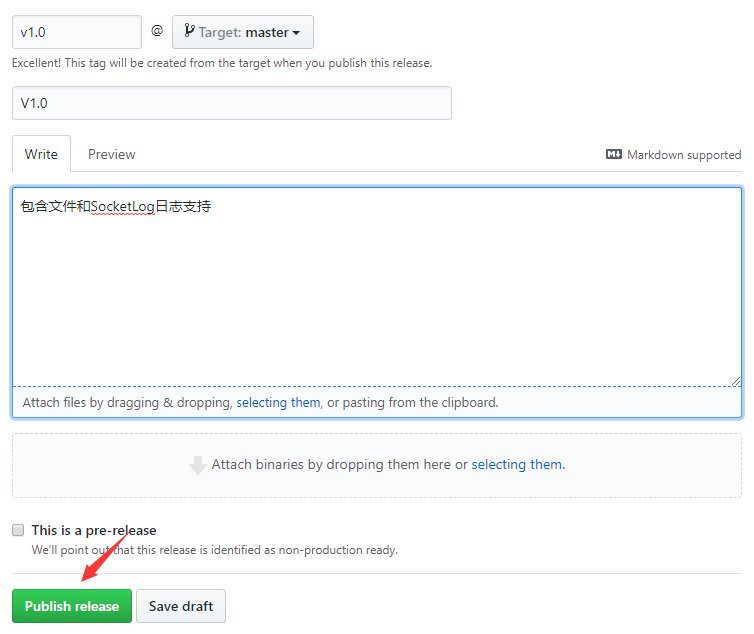 v1.0 @ Target: master
Excellent! This tag will be created from the target when you publish this release.
V1.0
Write Preview Markdown supported
包含文件和SocketLog日志支持
Attach files by dragging & dropping, selecting them, or pasting from the clipboard.
Attach binaries by dropping them here or selecting them.
This is a pre-release
We'll point out that this release is identified as non-production ready.
Publish release Save draft